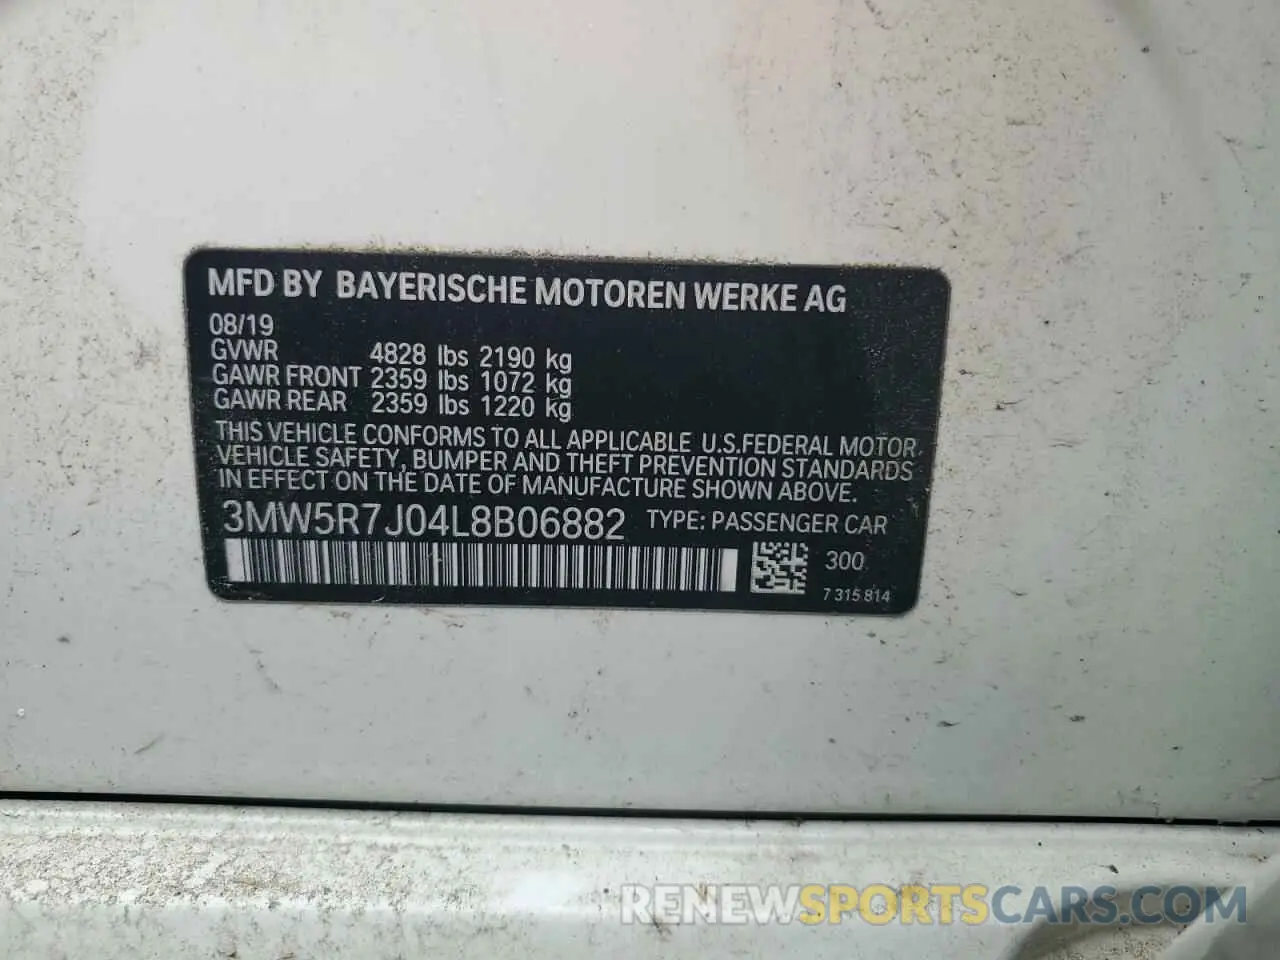 MFD BY BAYERISCHE MOTOREN WERKE AG
08/19
GVWR 4828 lbs 2190 kg
GAWR FRONT 2359 lbs 1072 kg
GAWR REAR 2359 lbs 1220 kg
THIS VEHICLE CONFORMS TO ALL APPLICABLE U.S.FEDERAL MOTOR
VEHICLE SAFETY, BUMPER AND THEFT PREVENTION STANDARDS
IN EFFECT ON THE DATE OF MANUFACTURE SHOWN ABOVE.
3MW5R7J04L8B06882 TYPE: PASSENGER CAR
300
7 315 814
RENEWSPORTSCARS.COM